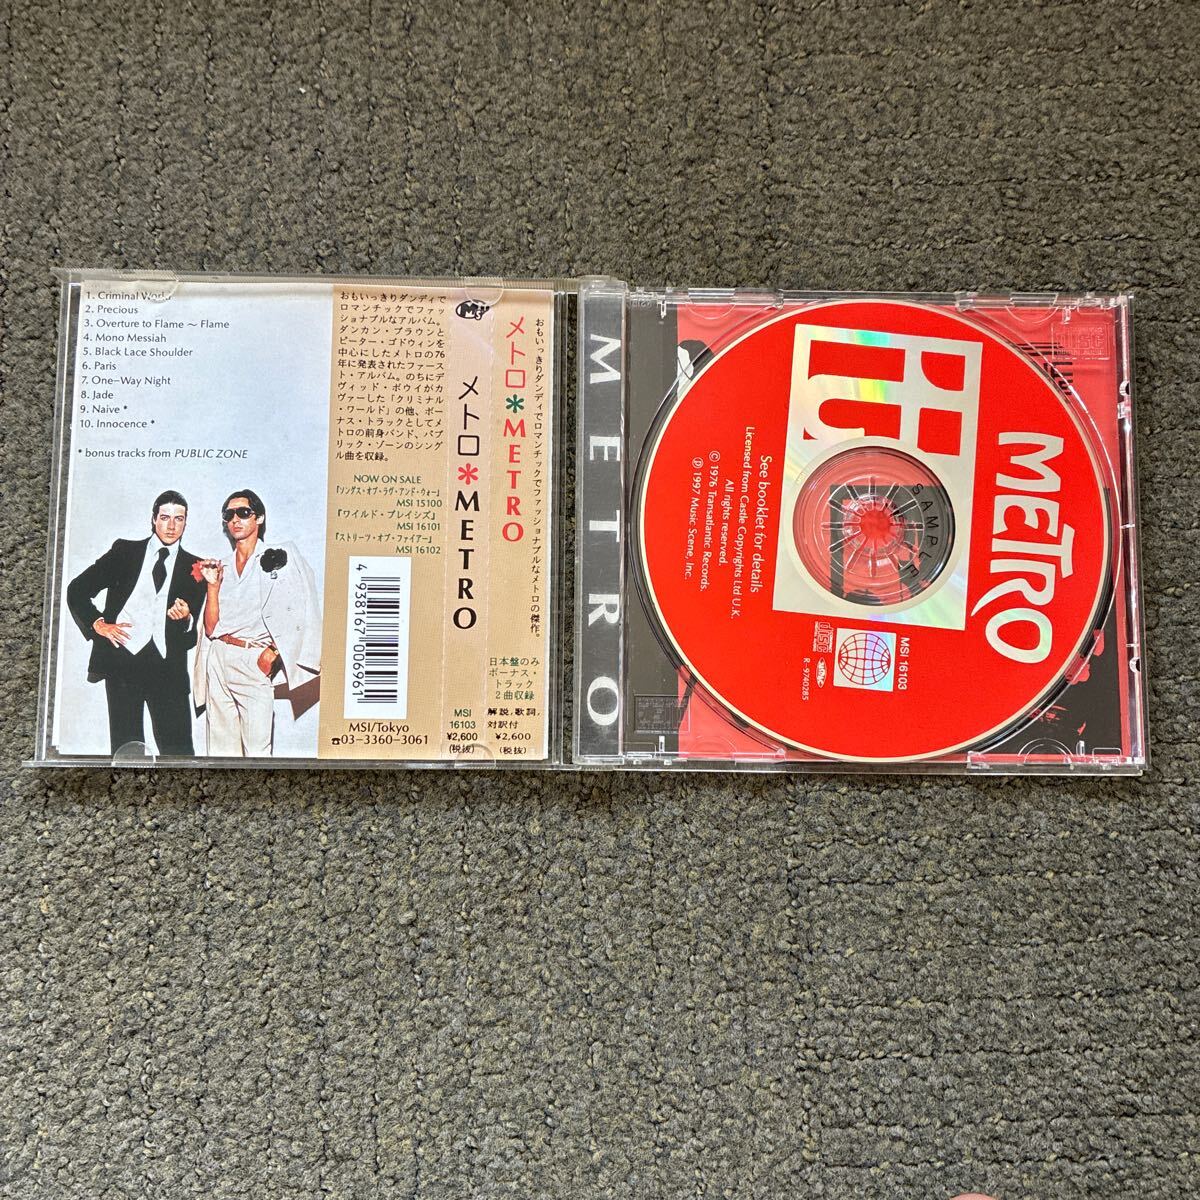 1. Criminal World
2. Precious
3. Overture to Flame ～ Flame
4. Mono Messiah
5. Black Lace Shoulder
6. Paris
7. One-Way Night
8. Jade
9. Naive *
10. Innocence *
* bonus tracks from PUBLIC ZONE
おもいっきりダンディで
ロマンチックでファッ
ショナブルなアルバム。
ダンカン・ブラウンと
ピーター・ゴドウィンを
中心にしたメトロの76
年に発表されたファース
ト・アルバム。のちにデ
ヴィッド・ボウイがカ
ヴァーした「クリミナル
・ワールド」の他、ボー
ナス・トラックとしてメ
トロの前身バンド、パブ
リック・ゾーンのシング
ル曲を収録。
NOW ON SALE
『ソングス・オブ・ラヴ・アンド・ウォー』
MSI 15100
『ワイルド・プレイシズ』
MSI 16101
『ストリーツ・オブ・ファイアー』
MSI 16102
4 938167 006961
MSI/Tokyo
☎03-3360-3061
メトロ*METRO
MSI
16103
¥2,600
(税抜)
メトロ*METRO
おもいっきりダンディでロマンチックでファッショナブルなメトロの傑作。
日本盤のみ
ボーナス・
トラック
2曲収録
解説,歌詞,
対訳付
¥2,600
(税抜)
METRO
METRO
SAMPLE
See booklet for details
Licensed from Castle Copyrights Ltd U.K.
All rights reserved.
© 1976 Transatlantic Records.
Ⓟ 1997 Music Scene, Inc.
MSI 16103
disc
R-9740285